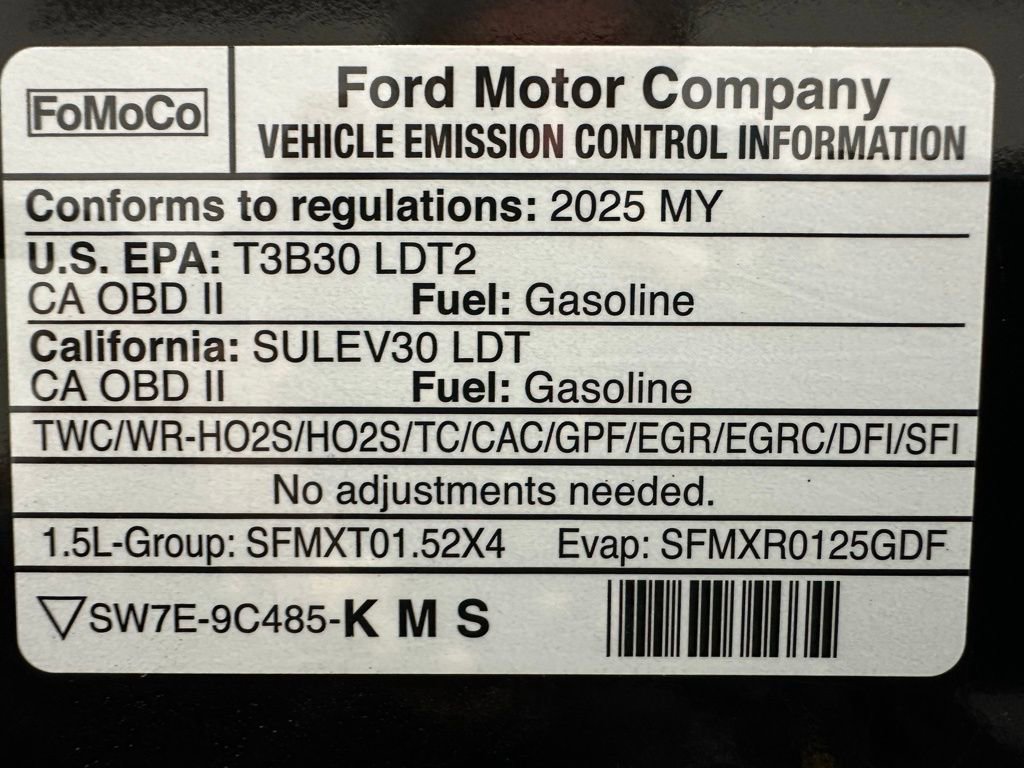 FoMoCo
Ford Motor Company
VEHICLE EMISSION CONTROL INFORMATION
Conforms to regulations: 2025 MY
U.S. EPA: T3B30 LDT2
CA OBD II Fuel: Gasoline
California: SULEV30 LDT
CA OBD II Fuel: Gasoline
TWC/WR-HO2S/HO2S/TC/CAC/GPF/EGR/EGRC/DFI/SFI
No adjustments needed.
1.5L-Group: SFMXT01.52X4 Evap: SFMXR0125GDF
SW7E-9C485-K M S